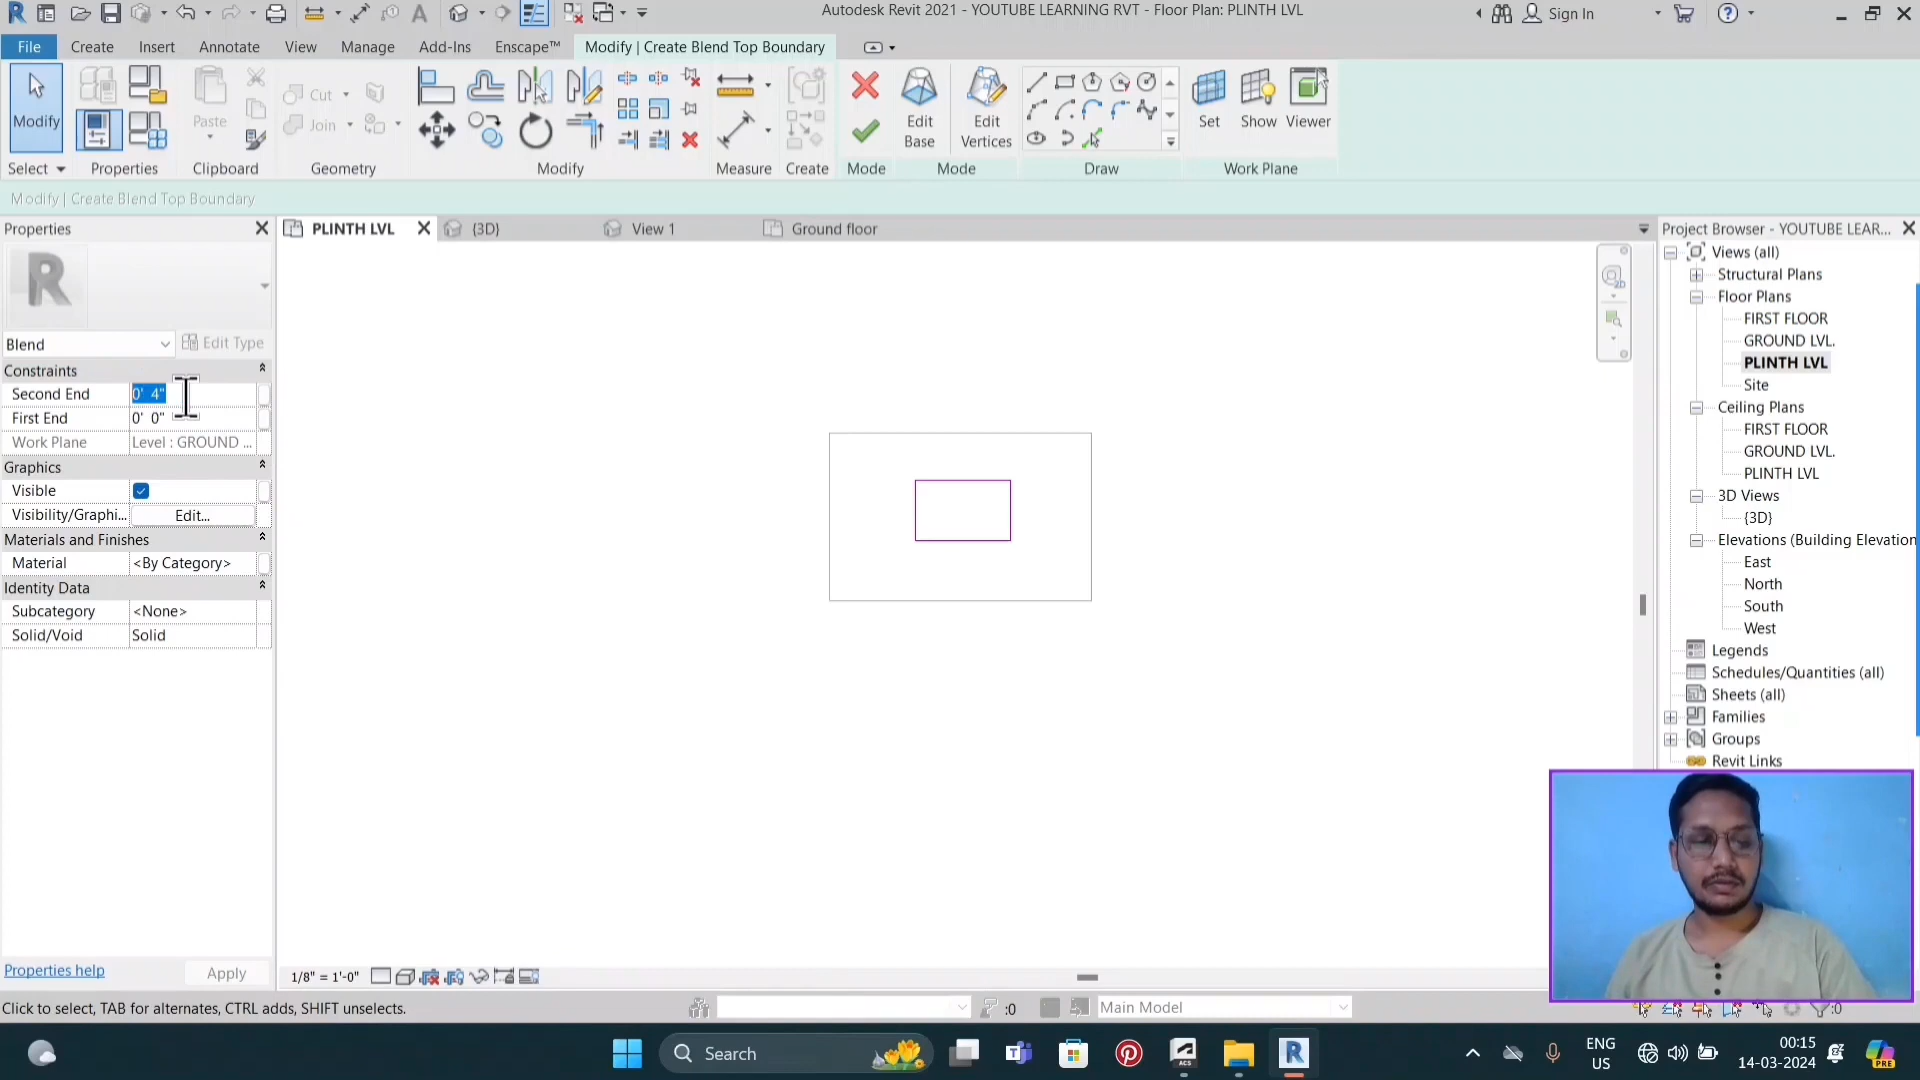 Autodesk Revit 2021 - YOUTUBE LEARNING RVT - Floor Plan: PLINTH LVL
Sign In
File Create Insert Annotate View Manage Add-Ins Enscape™ Modify | Create Blend Top Boundary
Modify
Paste
Cut
Join
Edit Base
Edit Vertices
Set Show Viewer
Select Properties Clipboard Geometry Modify Measure Create Mode Mode Draw Work Plane
Modify | Create Blend Top Boundary
Properties
PLINTH LVL {3D} View 1 Ground floor
Project Browser - YOUTUBE LEAR...
Blend Edit Type
Constraints
Second End 0' 4"
First End 0' 0"
Work Plane Level : GROUND ...
Graphics
Visible
Visibility/Graphi... Edit...
Materials and Finishes
Material <By Category>
Identity Data
Subcategory <None>
Solid/Void Solid
Properties help Apply
Views (all)
Structural Plans
Floor Plans
FIRST FLOOR
GROUND LVL.
PLINTH LVL
Site
Ceiling Plans
FIRST FLOOR
GROUND LVL.
PLINTH LVL
3D Views
{3D}
Elevations (Building Elevation
East
North
South
West
Legends
Schedules/Quantities (all)
Sheets (all)
Families
Groups
Revit Links
1/8" = 1'-0"
Click to select, TAB for alternates, CTRL adds, SHIFT unselects.
:0
Main Model
:0
Search
ENG
US
00:15
14-03-2024